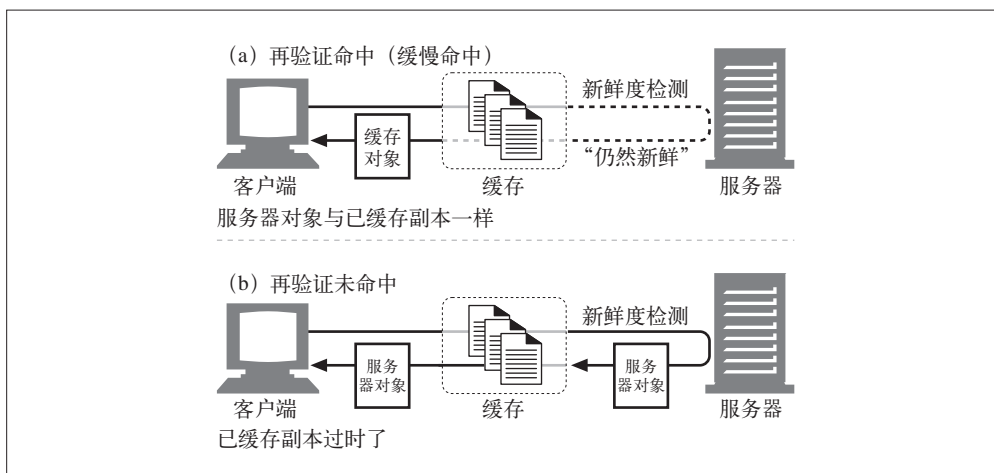 （a）再验证命中（缓慢命中）
新鲜度检测
缓存
对象
“仍然新鲜”
客户端
缓存
服务器
服务器对象与已缓存副本一样
（b）再验证未命中
新鲜度检测
服务
器对象
服务
器对象
客户端
缓存
服务器
已缓存副本过时了